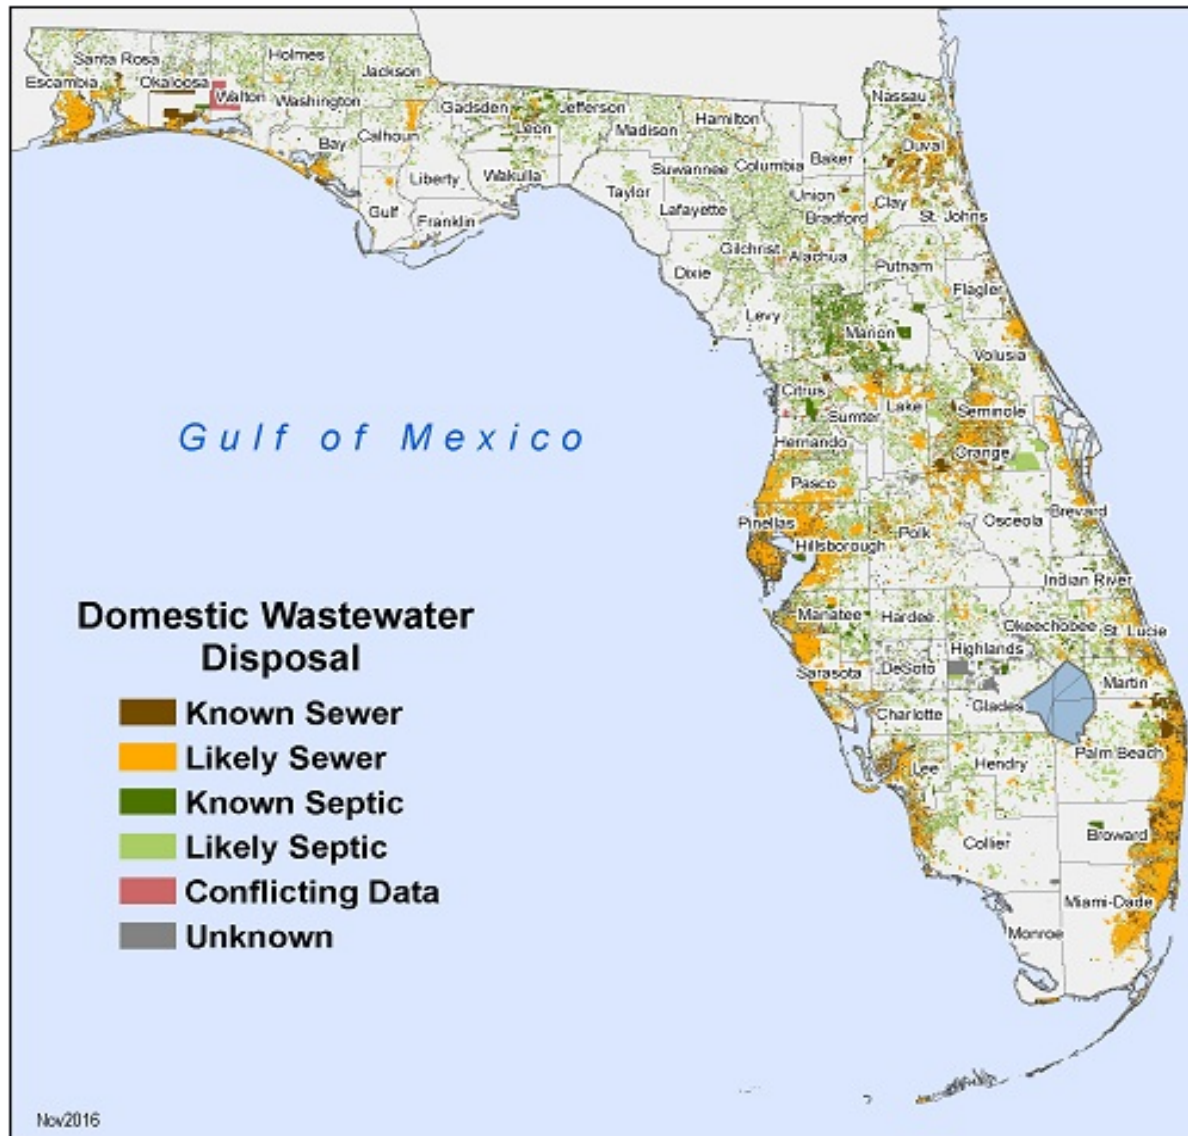 Holmes
Santa Rosa
Jackson
Escambia
Okaloosa
Walton
Washington
Gadsden
Jefferson
Leon
Madison
Hamilton
Nassau
Duval
Calhoun
Bay
Liberty
Wakulla
Taylor
Suwannee
Columbia
Baker
Union
Bradford
Clay
St. Johns
Lafayette
Gulf
Franklin
Gilchrist
Alachua
Putnam
Dixie
Flagler
Levy
Marion
Volusia
Citrus
Sumter
Lake
Seminole
Gulf of Mexico
Hernando
Orange
Pasco
Pinellas
Hillsborough
Polk
Osceola
Brevard
Indian River
Domestic Wastewater
Disposal
Manatee
Hardee
Okeechobee
St. Lucie
Highlands
Sarasota
DeSoto
Martin
Known Sewer
Charlotte
Glades
Likely Sewer
Lee
Hendry
Palm Beach
Known Septic
Likely Septic
Collier
Broward
Conflicting Data
Miami-Dade
Unknown
Monroe
Nov2016